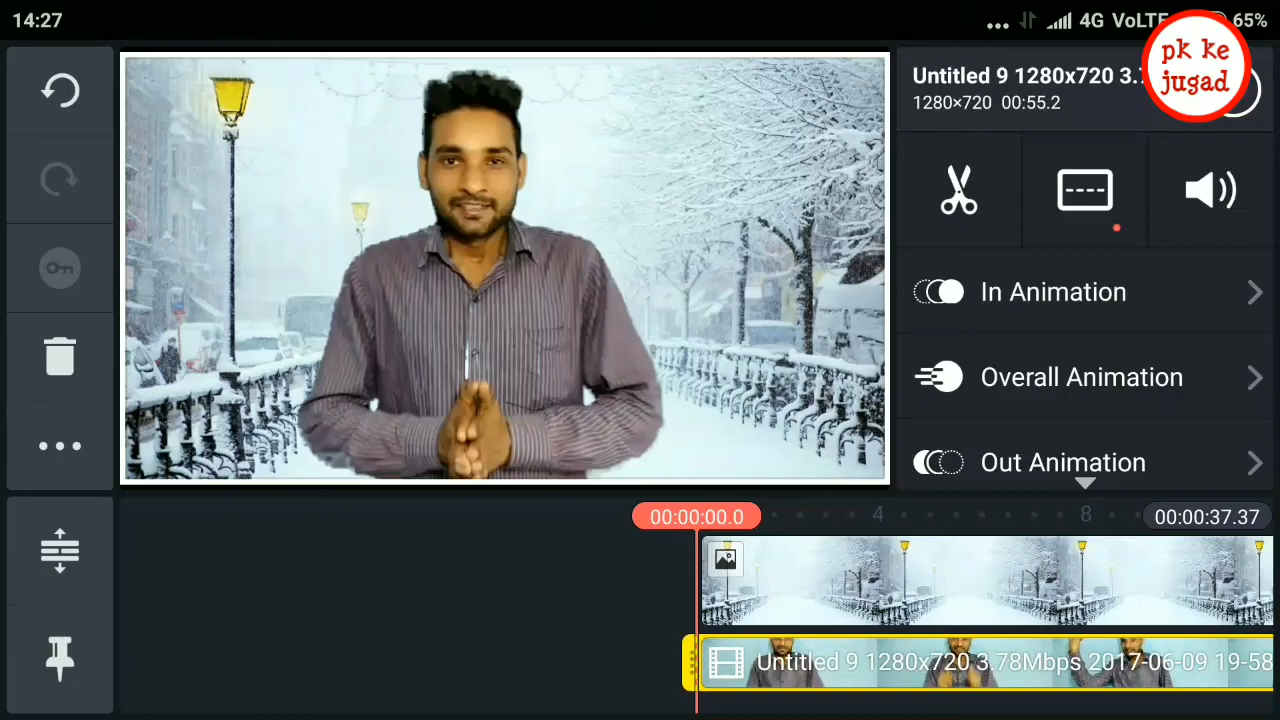 14:27
4G VoLTE 65%
pk ke
jugad
Untitled 9 1280x720 3.
1280×720 00:55.2
In Animation
Overall Animation
Out Animation
00:00:00.0
4
8
00:00:37.37
Untitled 9 1280x720 3.78Mbps 2017-06-09 19-58